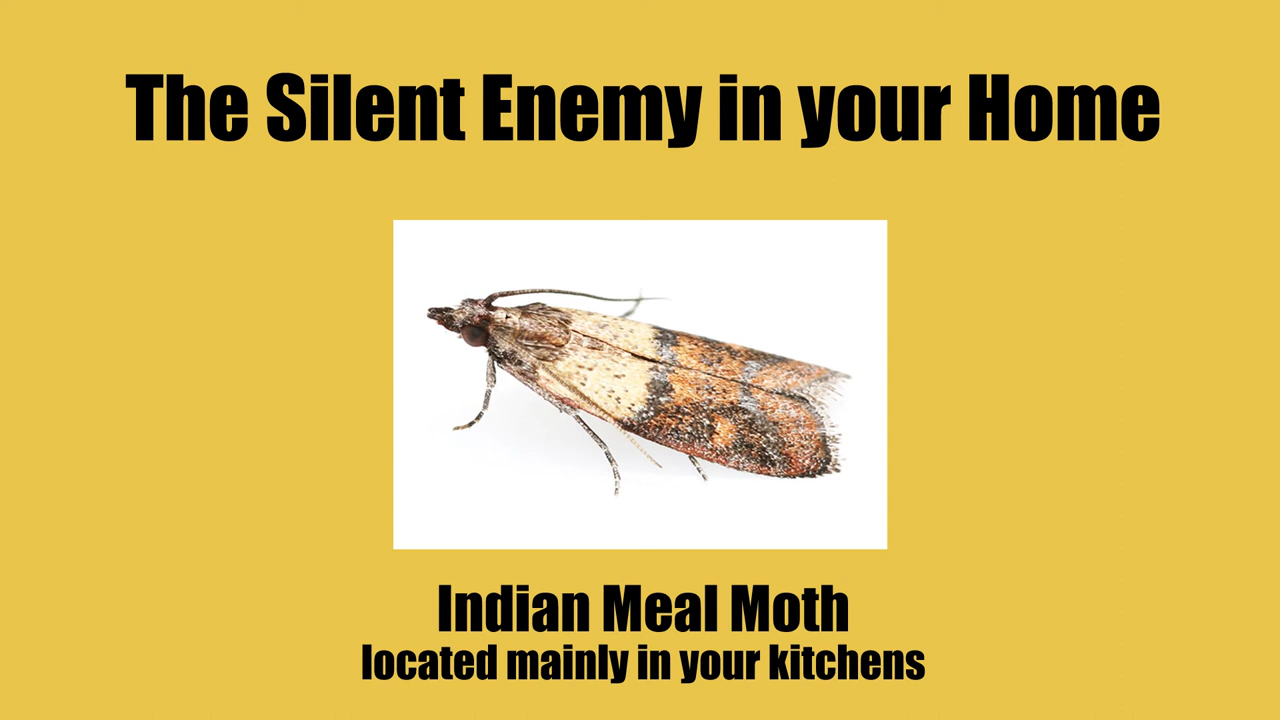 The Silent Enemy in your Home
Indian Meal Moth
located mainly in your kitchens